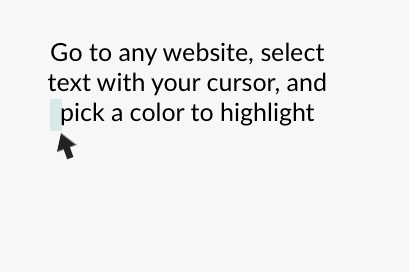 Go to any website, select
text with your cursor, and
pick a color to highlight